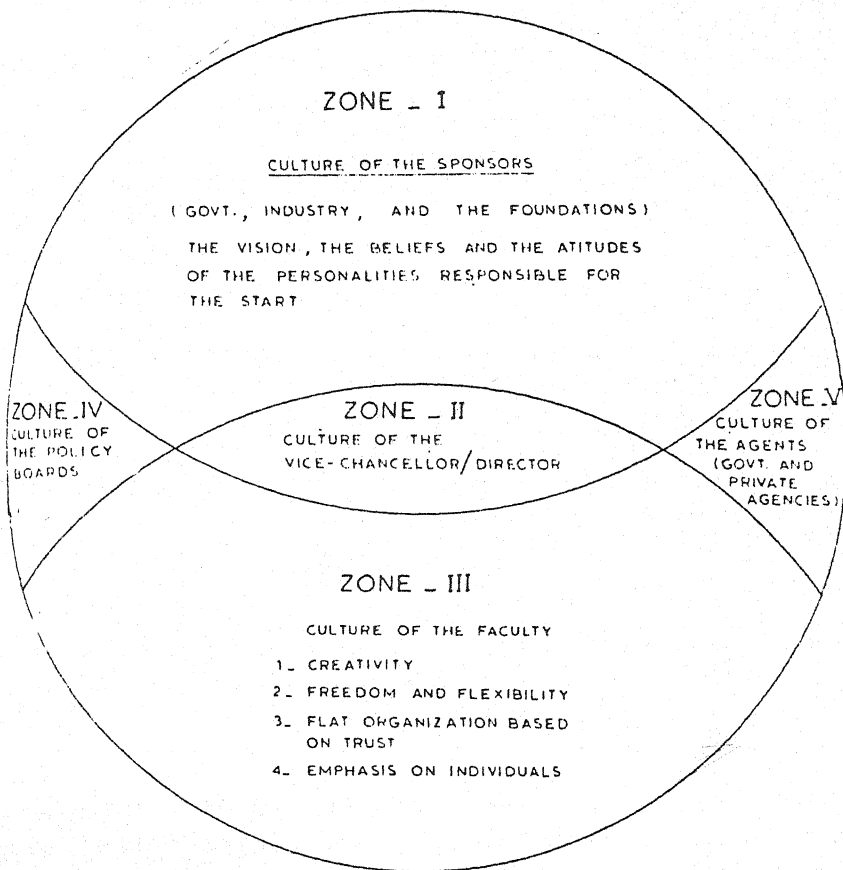 ZONE - I
CULTURE OF THE SPONSORS
(GOVT., INDUSTRY, AND THE FOUNDATIONS)
THE VISION, THE BELIEFS AND THE ATITUDES
OF THE PERSONALITIES RESPONSIBLE FOR
THE START
ZONE - IV
CULTURE OF
THE POLICY
BOARDS
ZONE - II
CULTURE OF THE
VICE-CHANCELLOR/DIRECTOR
ZONE - V
CULTURE OF
THE AGENTS
(GOVT. AND
PRIVATE
AGENCIES)
ZONE - III
CULTURE OF THE FACULTY
1- CREATIVITY
2- FREEDOM AND FLEXIBILITY
3- FLAT ORGANIZATION BASED
ON TRUST
4- EMPHASIS ON INDIVIDUALS